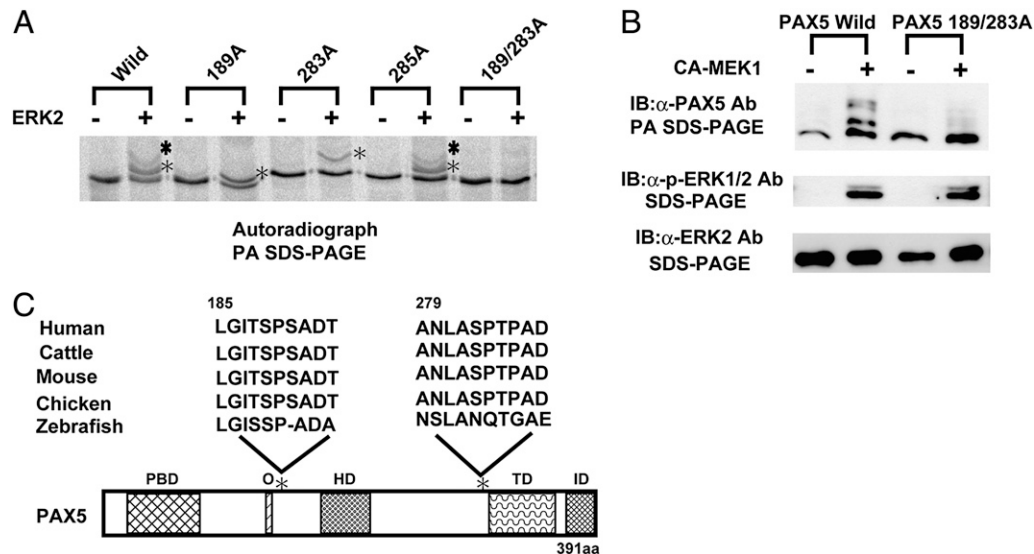 A
Wild 189A 283A 285A 189/283A
ERK2 - + - + - + - + - +
* * * * * *
Autoradiograph
PA SDS-PAGE
B
PAX5 Wild PAX5 189/283A
CA-MEK1 - + - +
IB:α-PAX5 Ab
PA SDS-PAGE
IB:α-p-ERK1/2 Ab
SDS-PAGE
IB:α-ERK2 Ab
SDS-PAGE
C
185 279
Human LGITSPSADT ANLASPTPAD
Cattle LGITSPSADT ANLASPTPAD
Mouse LGITSPSADT ANLASPTPAD
Chicken LGITSPSADT ANLASPTPAD
Zebrafish LGISSP-ADA NSLANQTGAE
PBD O * HD * TD ID
PAX5
391aa